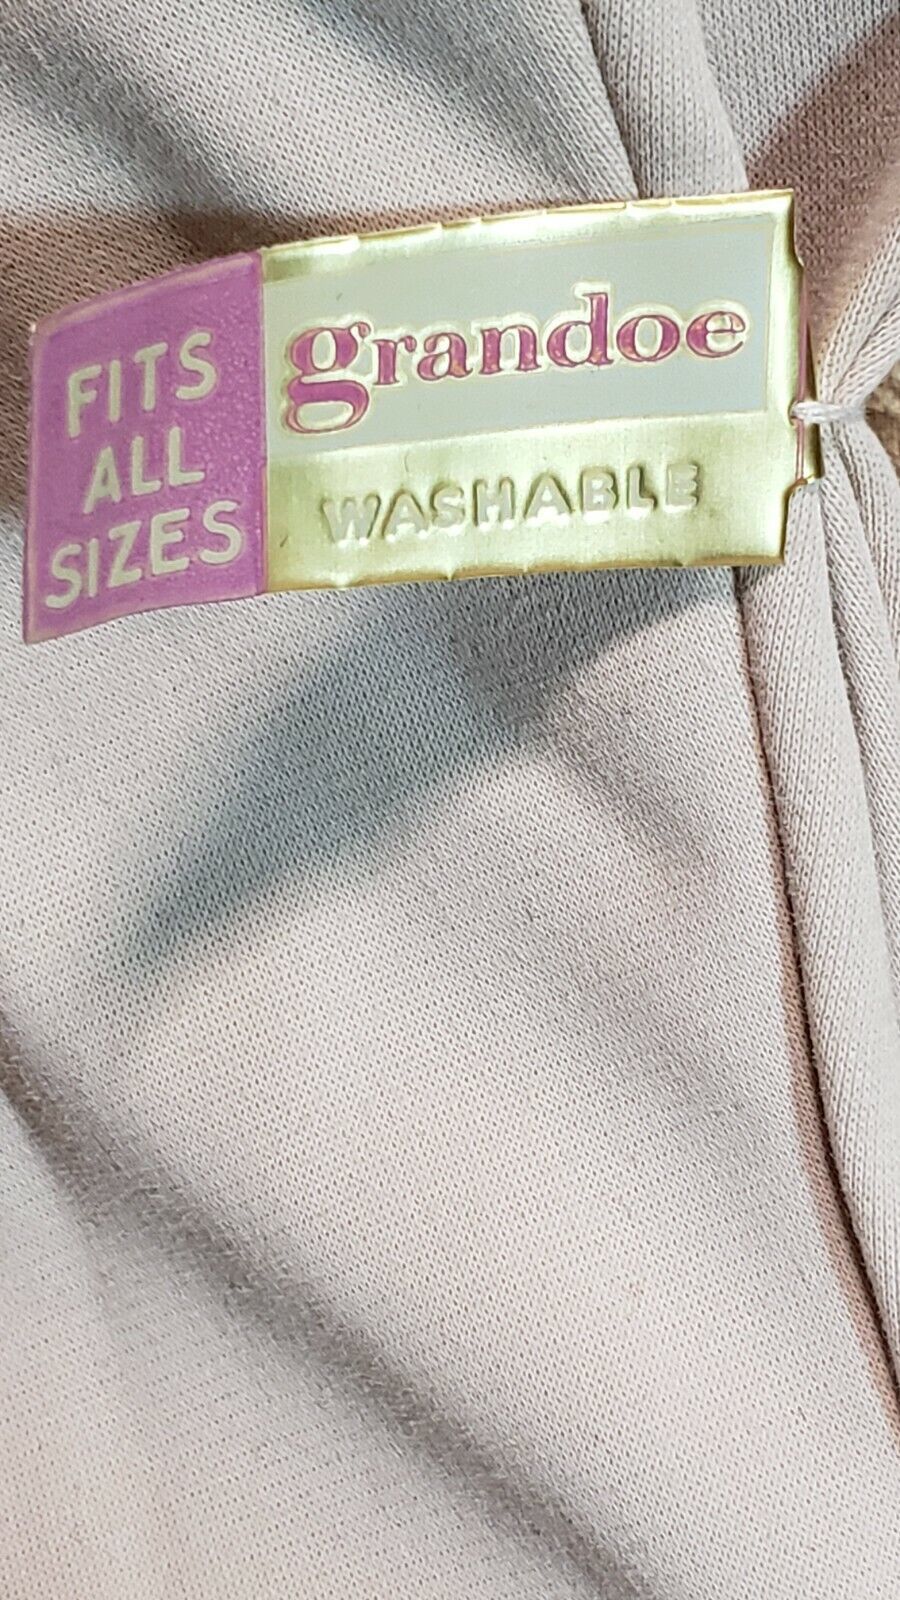 FITS
ALL
SIZES
grandoe
WASHABLE